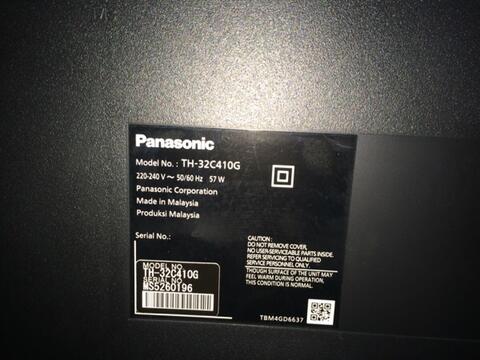 Panasonic
Model No. : TH-32C410G
220-240 V ~ 50/60 Hz 57 W
Panasonic Corporation
Made in Malaysia
Produksi Malaysia
Serial No.:
MODEL NO.
TH-32C410G
SERIAL NO.
MS5260196
CAUTION :
DO NOT REMOVE COVER,
NO USER-SERVICEABLE PARTS INSIDE.
REFER SERVICING TO QUALIFIED
SERVICE PERSONNEL ONLY.
THOUGH SURFACE OF THE UNIT MAY
FEEL WARM DURING OPERATION,
THIS CONDITION IS NORMAL.
TBM4GD6637